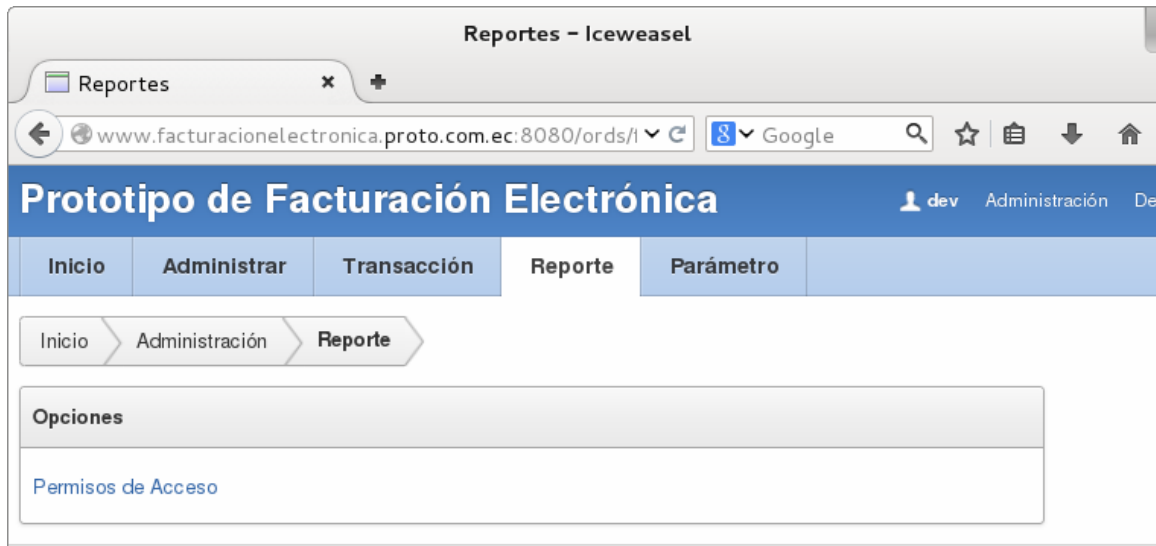 Reportes – Iceweasel
Reportes
www.facturacionelectronica.proto.com.ec:8080/ords/f
Google
Prototipo de Facturación Electrónica
dev Administración De
Inicio Administrar Transacción Reporte Parámetro
Inicio Administración Reporte
Opciones
Permisos de Acceso